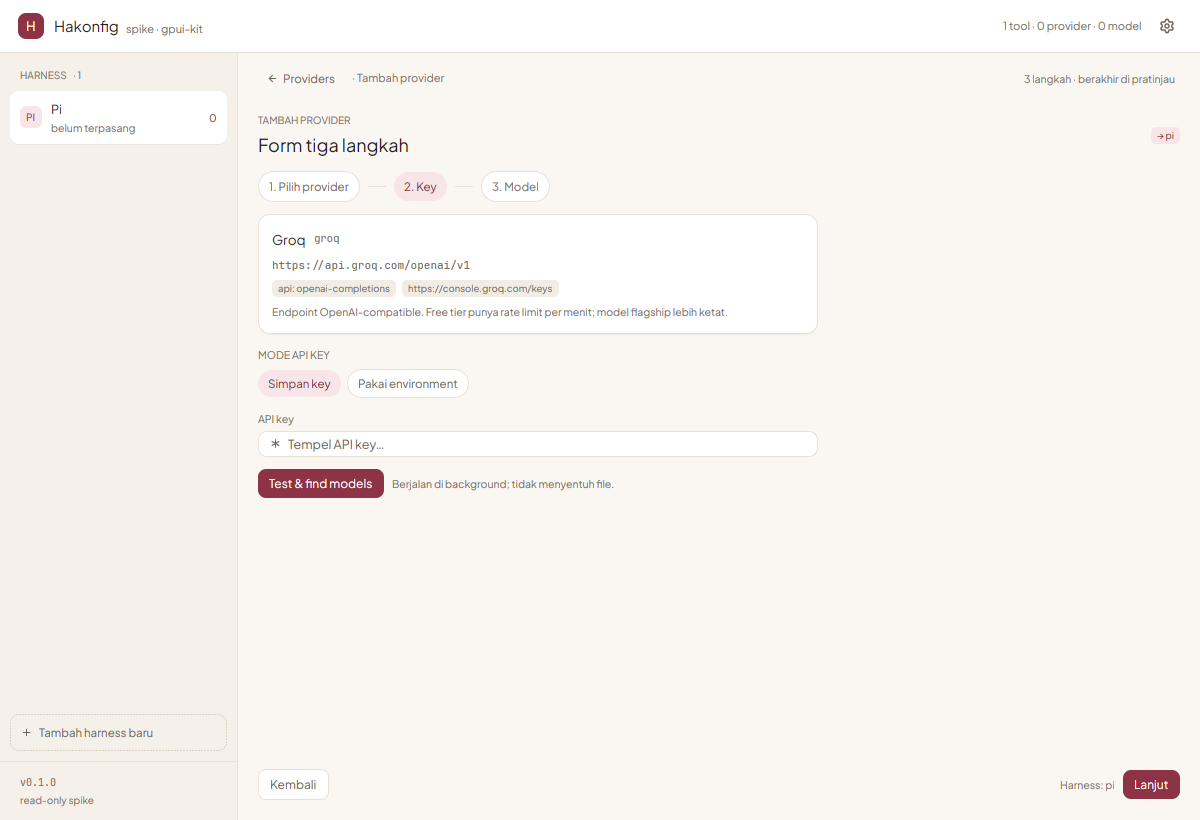 H Hakonfig spike · gpui-kit
1 tool · 0 provider · 0 model
HARNESS · 1
PI Pi 0
belum terpasang
+ Tambah harness baru
v0.1.0
read-only spike
← Providers · Tambah provider
3 langkah · berakhir di pratinjau
TAMBAH PROVIDER
Form tiga langkah
→ pi
1. Pilih provider 2. Key 3. Model
Groq groq
https://api.groq.com/openai/v1
api: openai-completions https://console.groq.com/keys
Endpoint OpenAI-compatible. Free tier punya rate limit per menit; model flagship lebih ketat.
MODE API KEY
Simpan key Pakai environment
API key
* Tempel API key…
Test & find models Berjalan di background; tidak menyentuh file.
Kembali
Harness: pi Lanjut